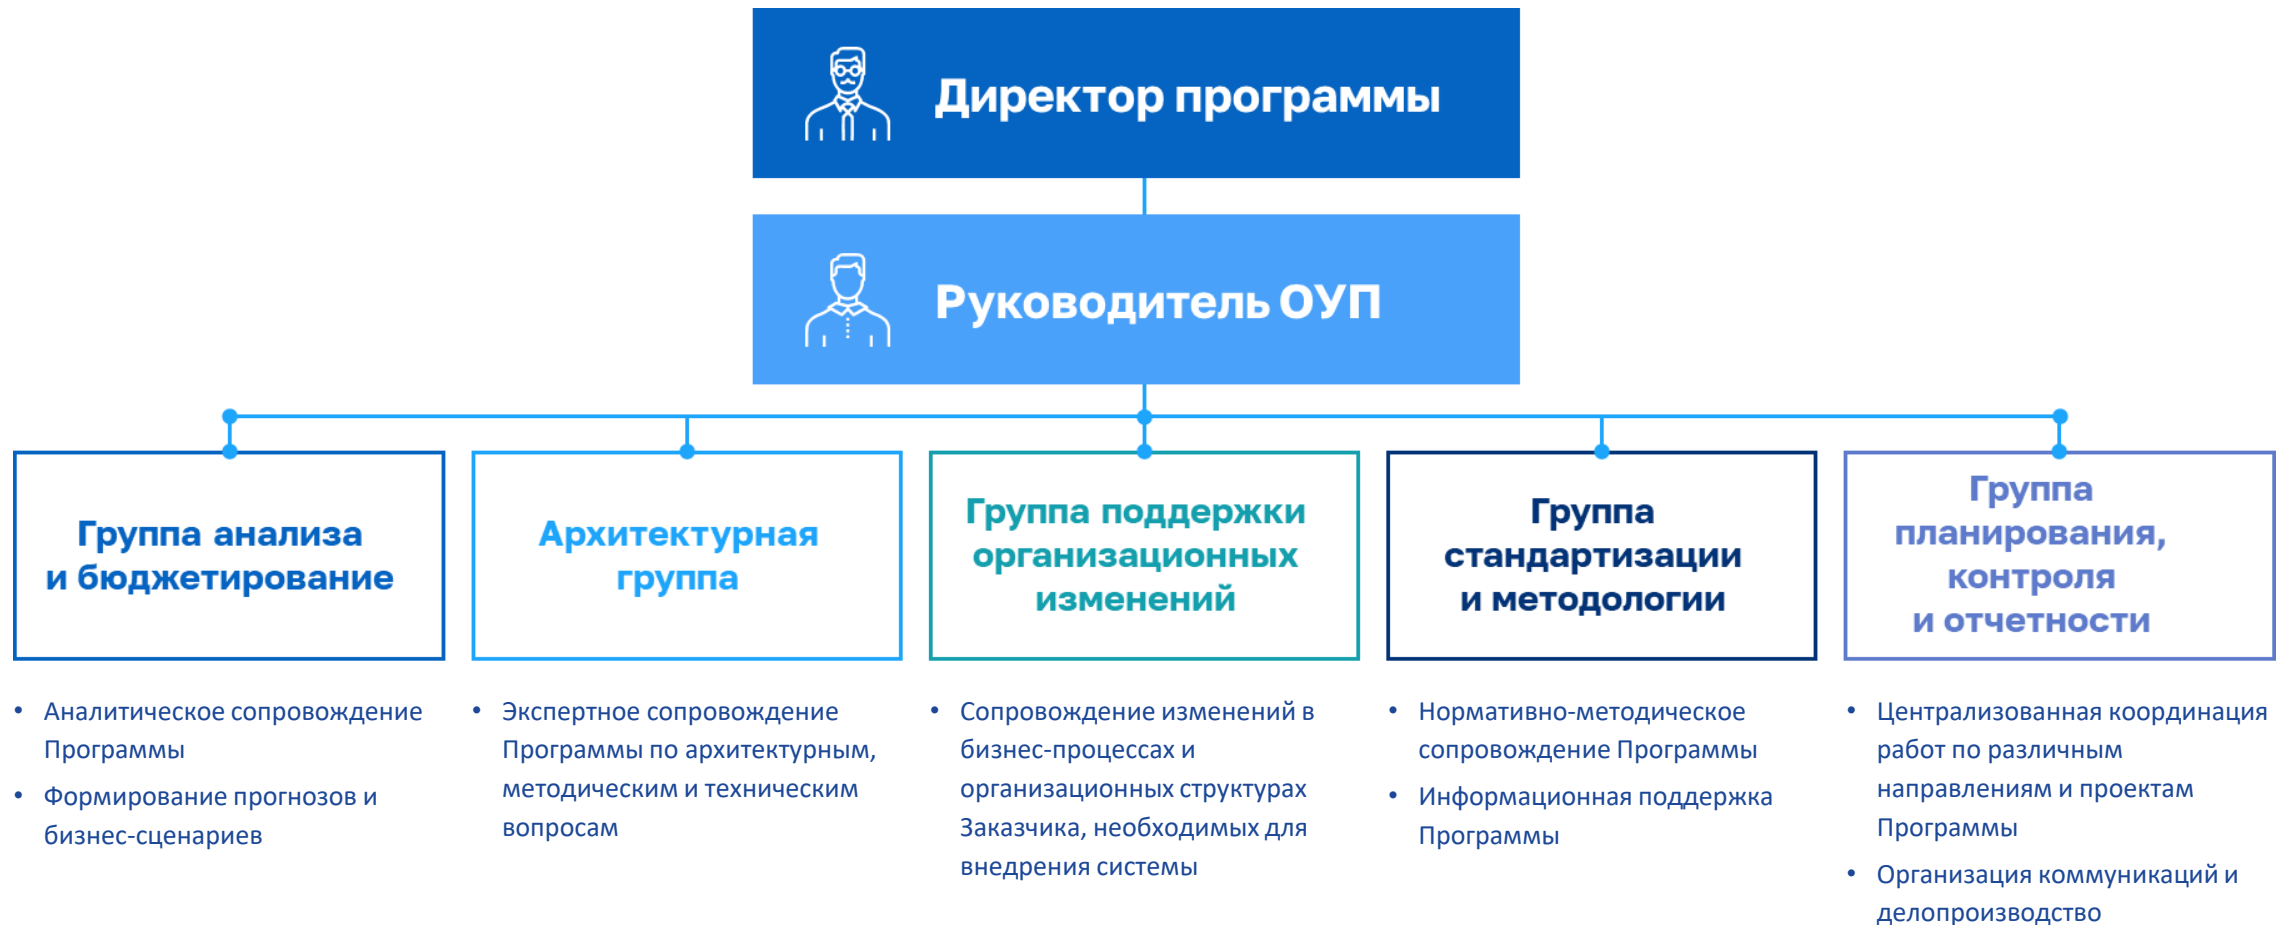 Директор программы
Руководитель ОУП
Группа анализа
и бюджетирование
Архитектурная
группа
Группа поддержки
организационных
изменений
Группа
стандартизации
и методологии
Группа
планирования,
контроля
и отчетности
• Аналитическое сопровождение
Программы
• Формирование прогнозов и
бизнес-сценариев
• Экспертное сопровождение
Программы по архитектурным,
методическим и техническим
вопросам
• Сопровождение изменений в
бизнес-процессах и
организационных структурах
Заказчика, необходимых для
внедрения системы
• Нормативно-методическое
сопровождение Программы
• Информационная поддержка
Программы
• Централизованная координация
работ по различным
направлениям и проектам
Программы
• Организация коммуникаций и
делопроизводство